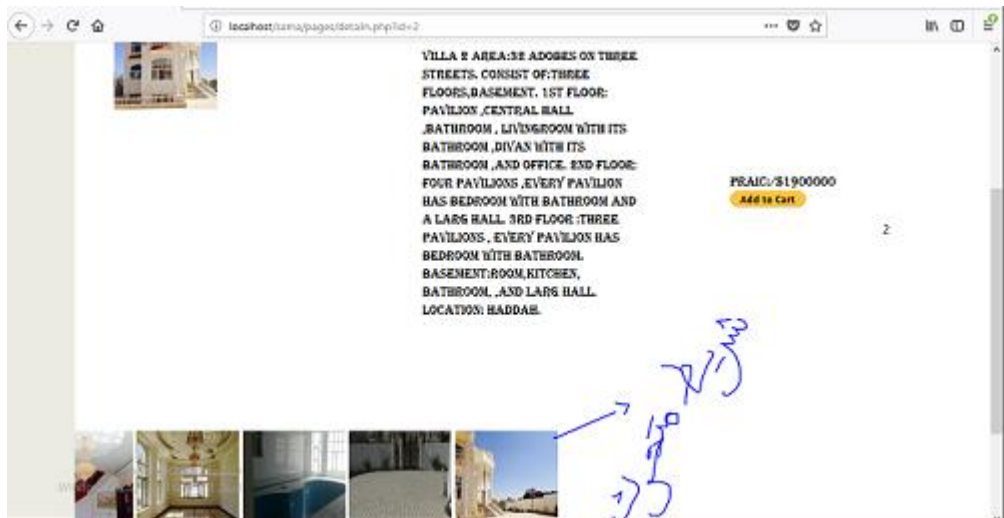 localhost/sama/pages/detain.php?id=2
VILLA 2 AREA:32 ADOBES ON THREE
STREETS. CONSIST OF:THREE
FLOORS,BASEMENT. 1ST FLOOR:
PAVILION ,CENTRAL HALL
,BATHROOM , LIVINGROOM WITH ITS
BATHROOM ,DIVAN WITH ITS
BATHROOM ,AND OFFICE. 2ND FLOOR:
FOUR PAVILIONS ,EVERY PAVILION
HAS BEDROOM WITH BATHROOM AND
A LARG HALL. 3RD FLOOR :THREE
PAVILIONS , EVERY PAVILION HAS
BEDROOM WITH BATHROOM.
BASEMENT:ROOM,KITCHEN,
BATHROOM, ,AND LARG HALL.
LOCATION: HADDAH.
PRAIC:/$1900000
Add to Cart
2